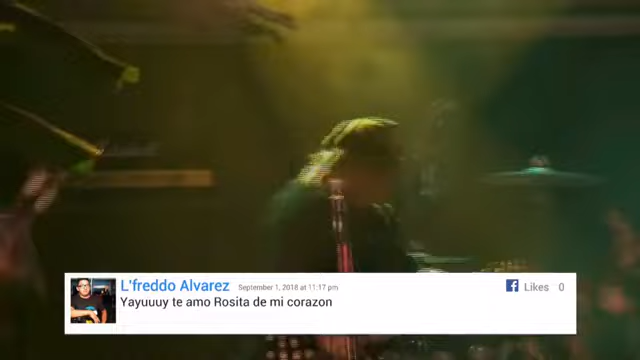 L'freddo Alvarez September 1, 2018 at 11:17 pm
Likes 0
Yayuuuy te amo Rosita de mi corazon